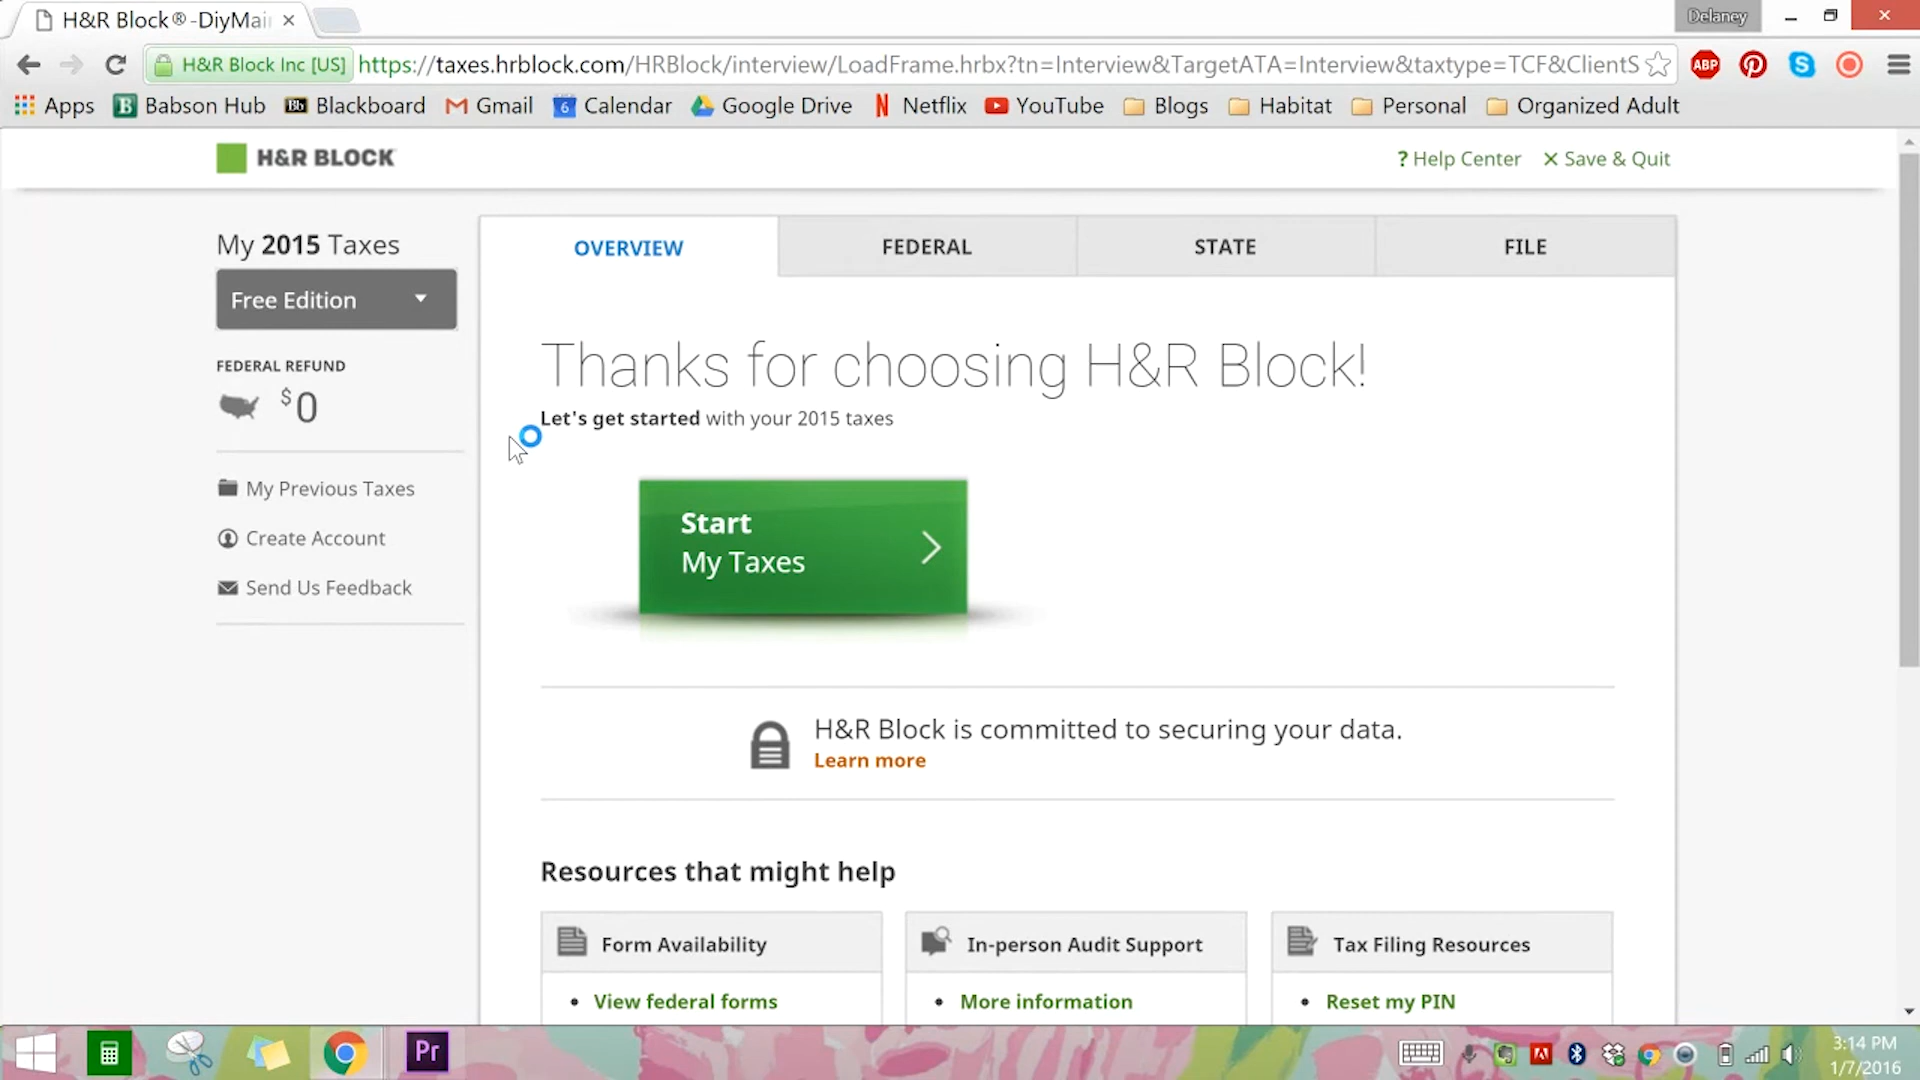 H&R Block® -DiyMai
Delaney
H&R Block Inc [US] https://taxes.hrblock.com/HRBlock/interview/LoadFrame.hrbx?tn=Interview&TargetATA=Interview&taxtype=TCF&ClientS
ABP
Apps Babson Hub Bb Blackboard Gmail 6 Calendar Google Drive Netflix YouTube Blogs Habitat Personal Organized Adult
H&R BLOCK
? Help Center
Save & Quit
My 2015 Taxes
Free Edition
FEDERAL REFUND
$0
My Previous Taxes
Create Account
Send Us Feedback
OVERVIEW
FEDERAL
STATE
FILE
Thanks for choosing H&R Block!
Let's get started with your 2015 taxes
Start
My Taxes
H&R Block is committed to securing your data.
Learn more
Resources that might help
Form Availability
• View federal forms
In-person Audit Support
• More information
Tax Filing Resources
• Reset my PIN
Pr
3:14 PM
1/7/2016